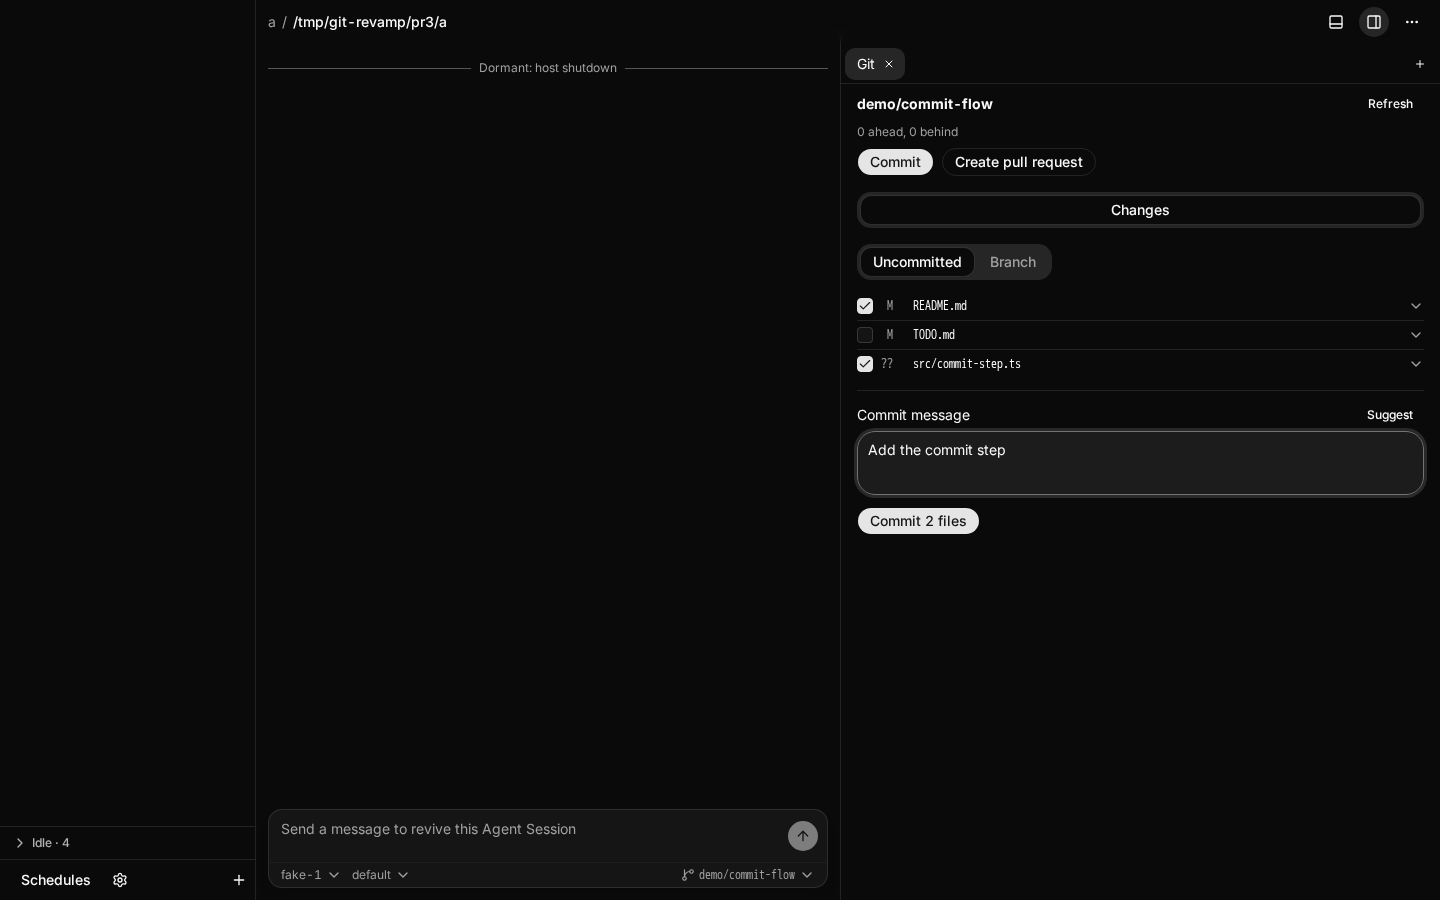 a / /tmp/git-revamp/pr3/a
Dormant: host shutdown
Git
demo/commit-flow
Refresh
0 ahead, 0 behind
Commit
Create pull request
Changes
Uncommitted
Branch
M README.md
M TODO.md
?? src/commit-step.ts
Commit message
Suggest
Add the commit step
Commit 2 files
Idle · 4
Schedules
Send a message to revive this Agent Session
fake-1
default
demo/commit-flow